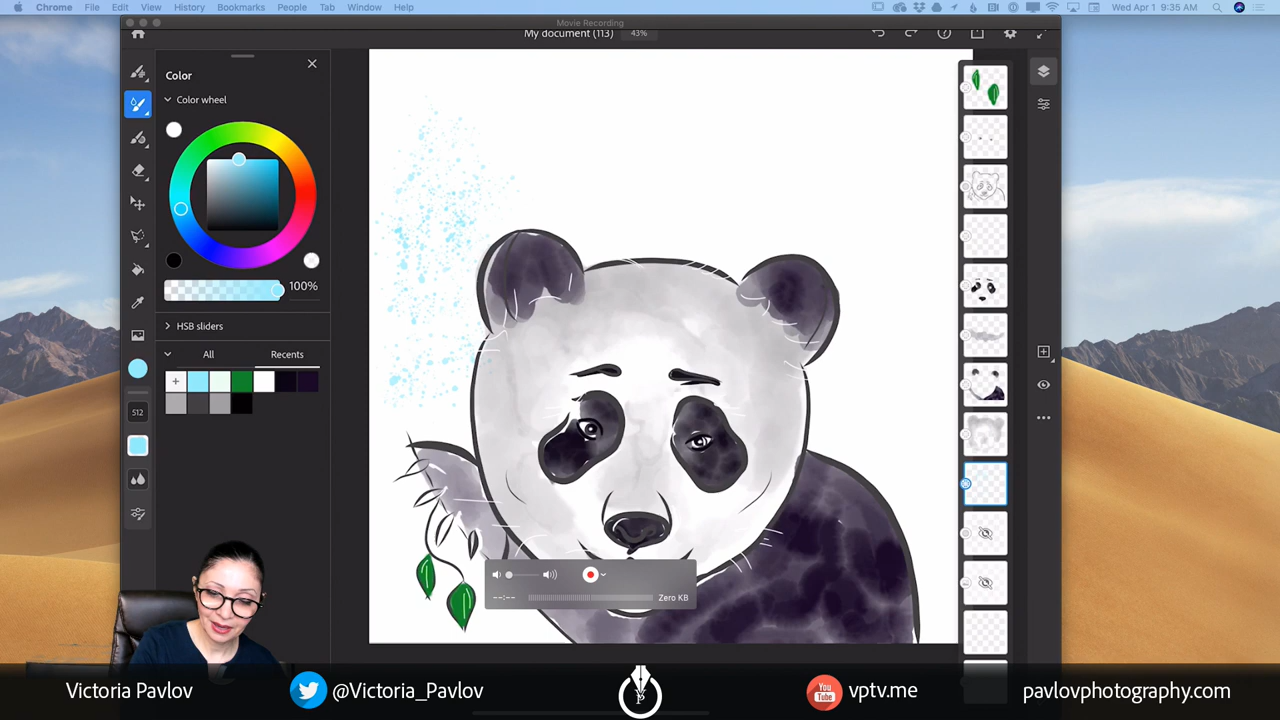 Chrome File Edit View History Bookmarks People Tab Window Help Wed Apr 1 9:35 AM
Movie Recording
My document (113) 43%
Color
Color wheel
100%
HSB sliders
All Recents
512
--:-- Zero KB
Victoria Pavlov @Victoria_Pavlov You Tube vptv.me pavlovphotography.com